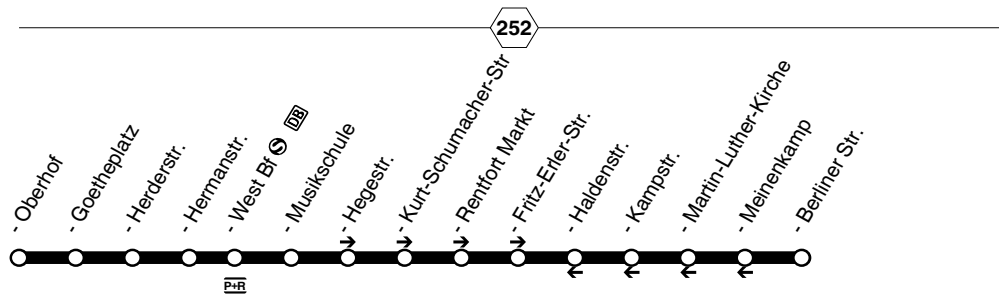 252
- Oberhof
- Goetheplatz
- Herderstr.
- Hermanstr.
- West Bf S DB
- Musikschule
- Hegestr.
- Kurt-Schumacher-Str
- Rentfort Markt
- Fritz-Erler-Str.
- Haldenstr.
- Kampstr.
- Martin-Luther-Kirche
- Meinenkamp
- Berliner Str.
P+R